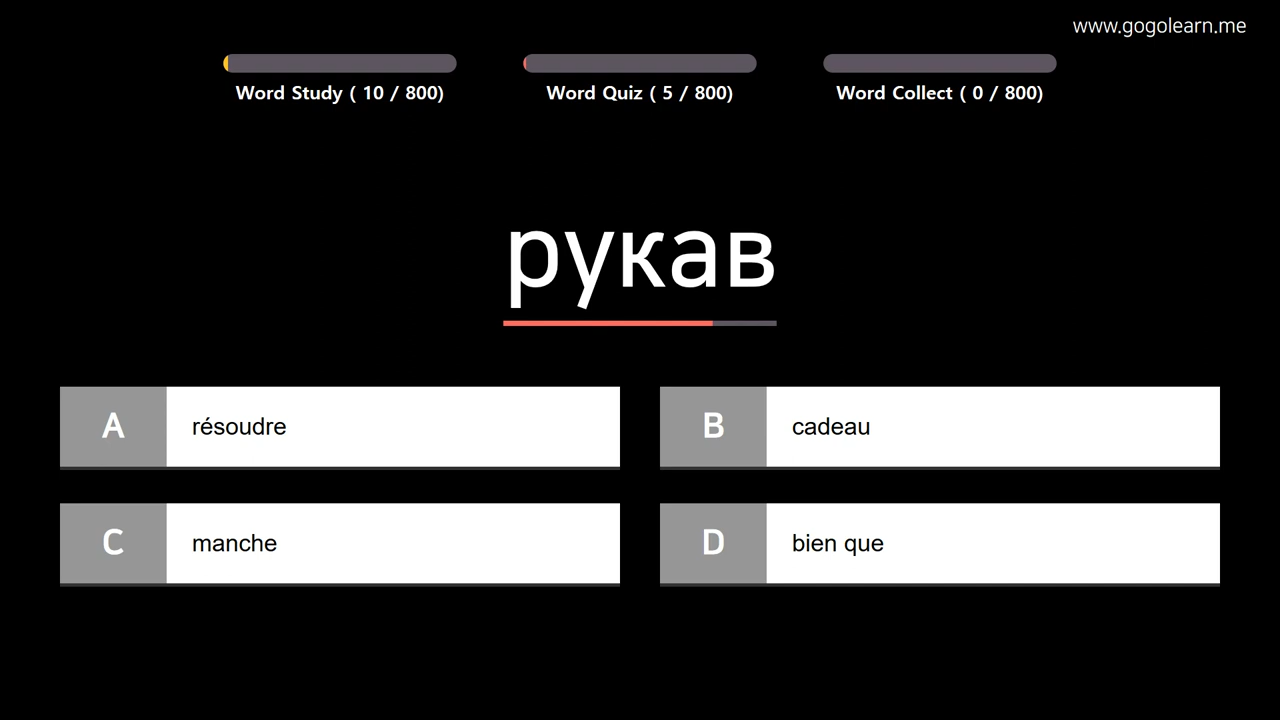 www.gogolearn.me
Word Study ( 10 / 800)
Word Quiz ( 5 / 800)
Word Collect ( 0 / 800)
рукав
A résoudre
B cadeau
C manche
D bien que